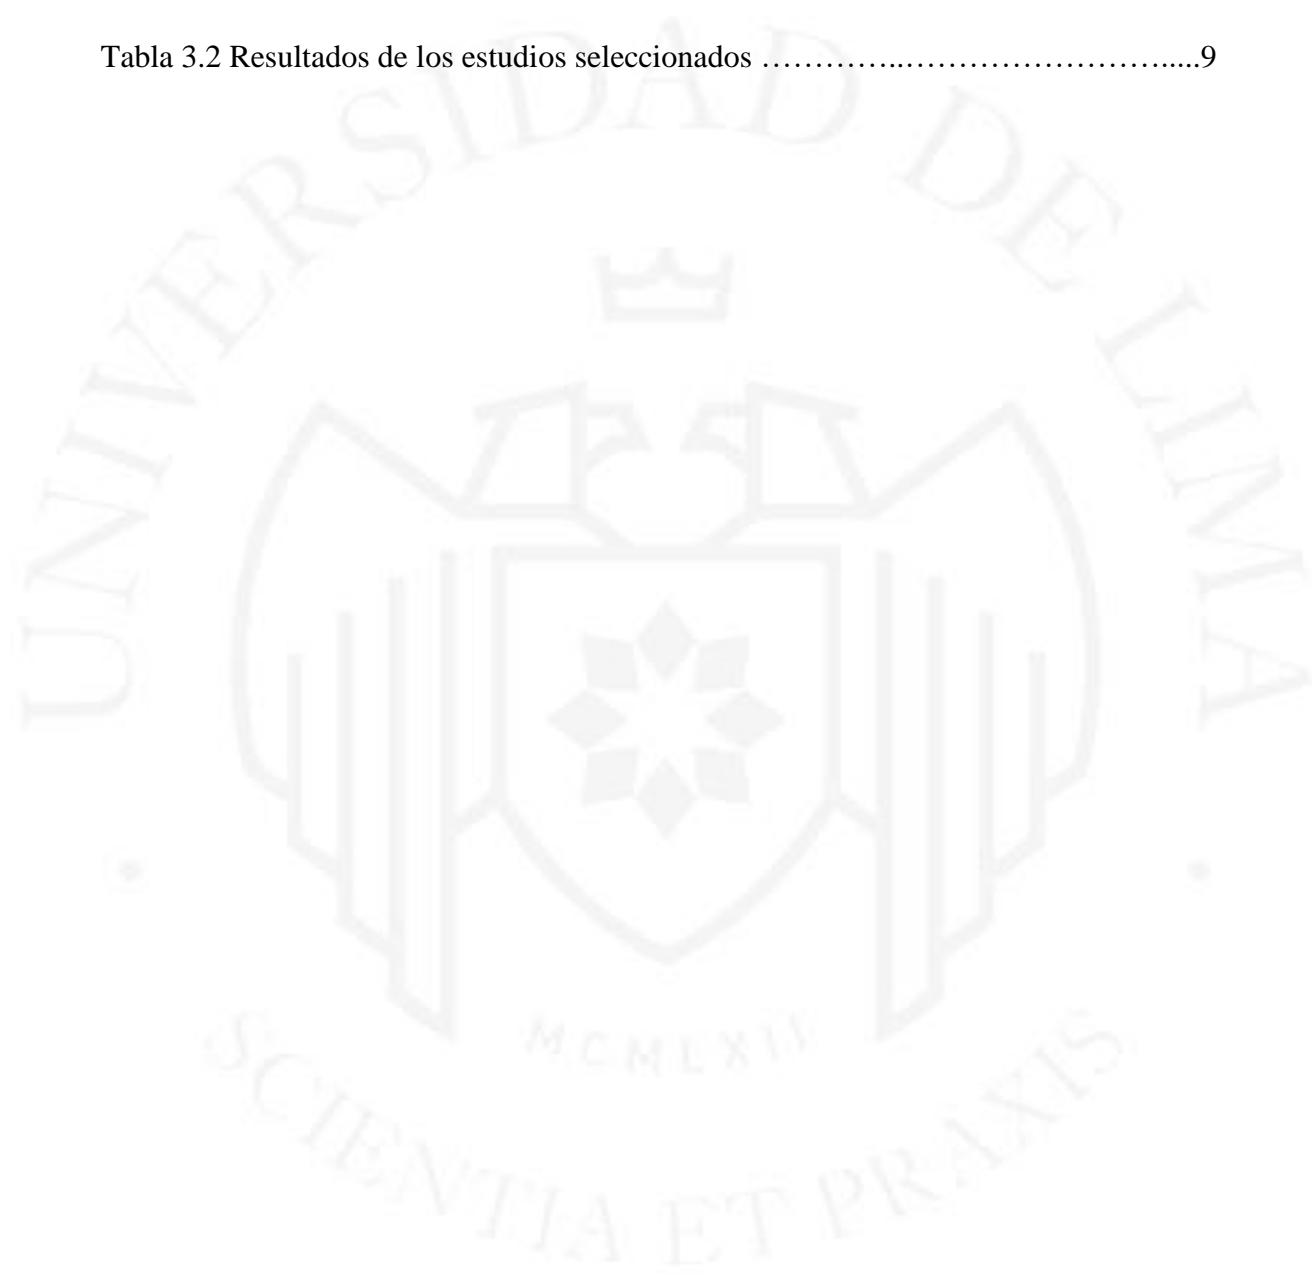 Tabla 3.2 Resultados de los estudios seleccionados …………..…………………….....9
UNIVERSIDAD DE LIMA
MCMLXII
SCIENTIA ET PRAXIS